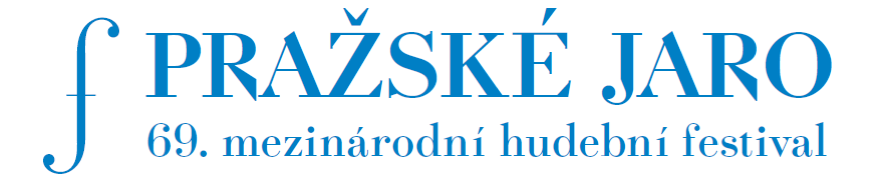 PRAŽSKÉ JARO
69. mezinárodní hudební festival